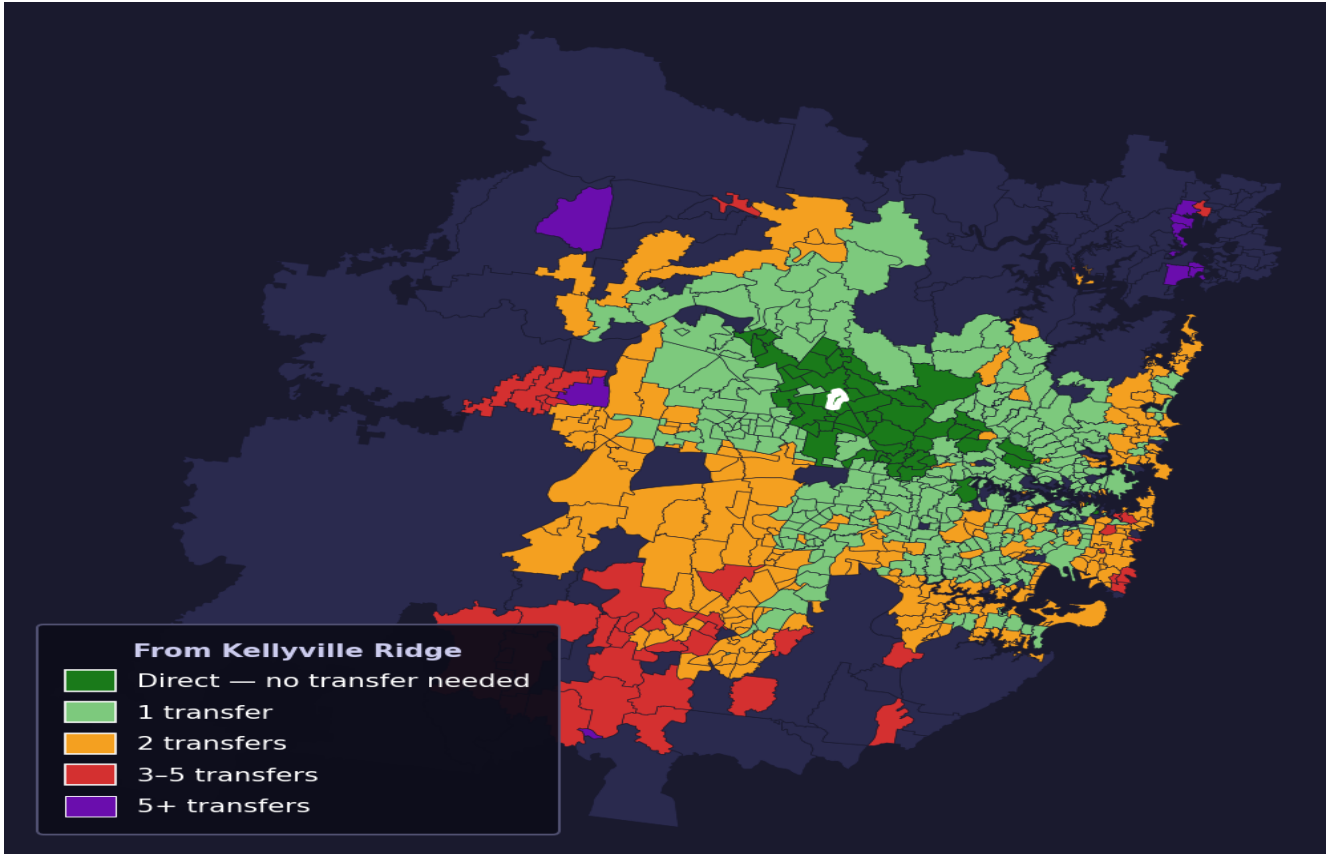 From Kellyville Ridge
Direct — no transfer needed
1 transfer
2 transfers
3–5 transfers
5+ transfers